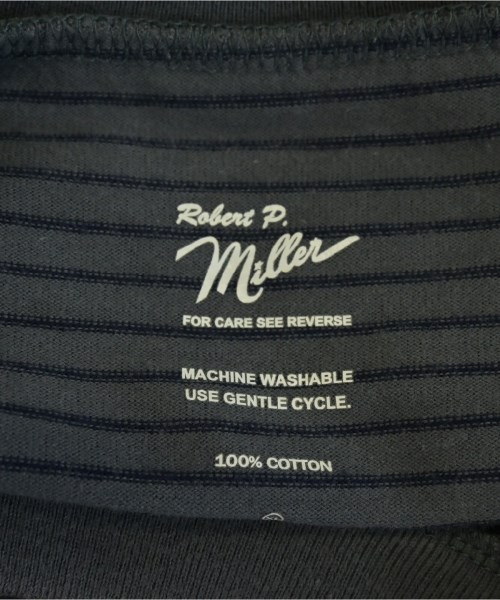 Robert P.
Miller
FOR CARE SEE REVERSE
MACHINE WASHABLE
USE GENTLE CYCLE.
100% COTTON